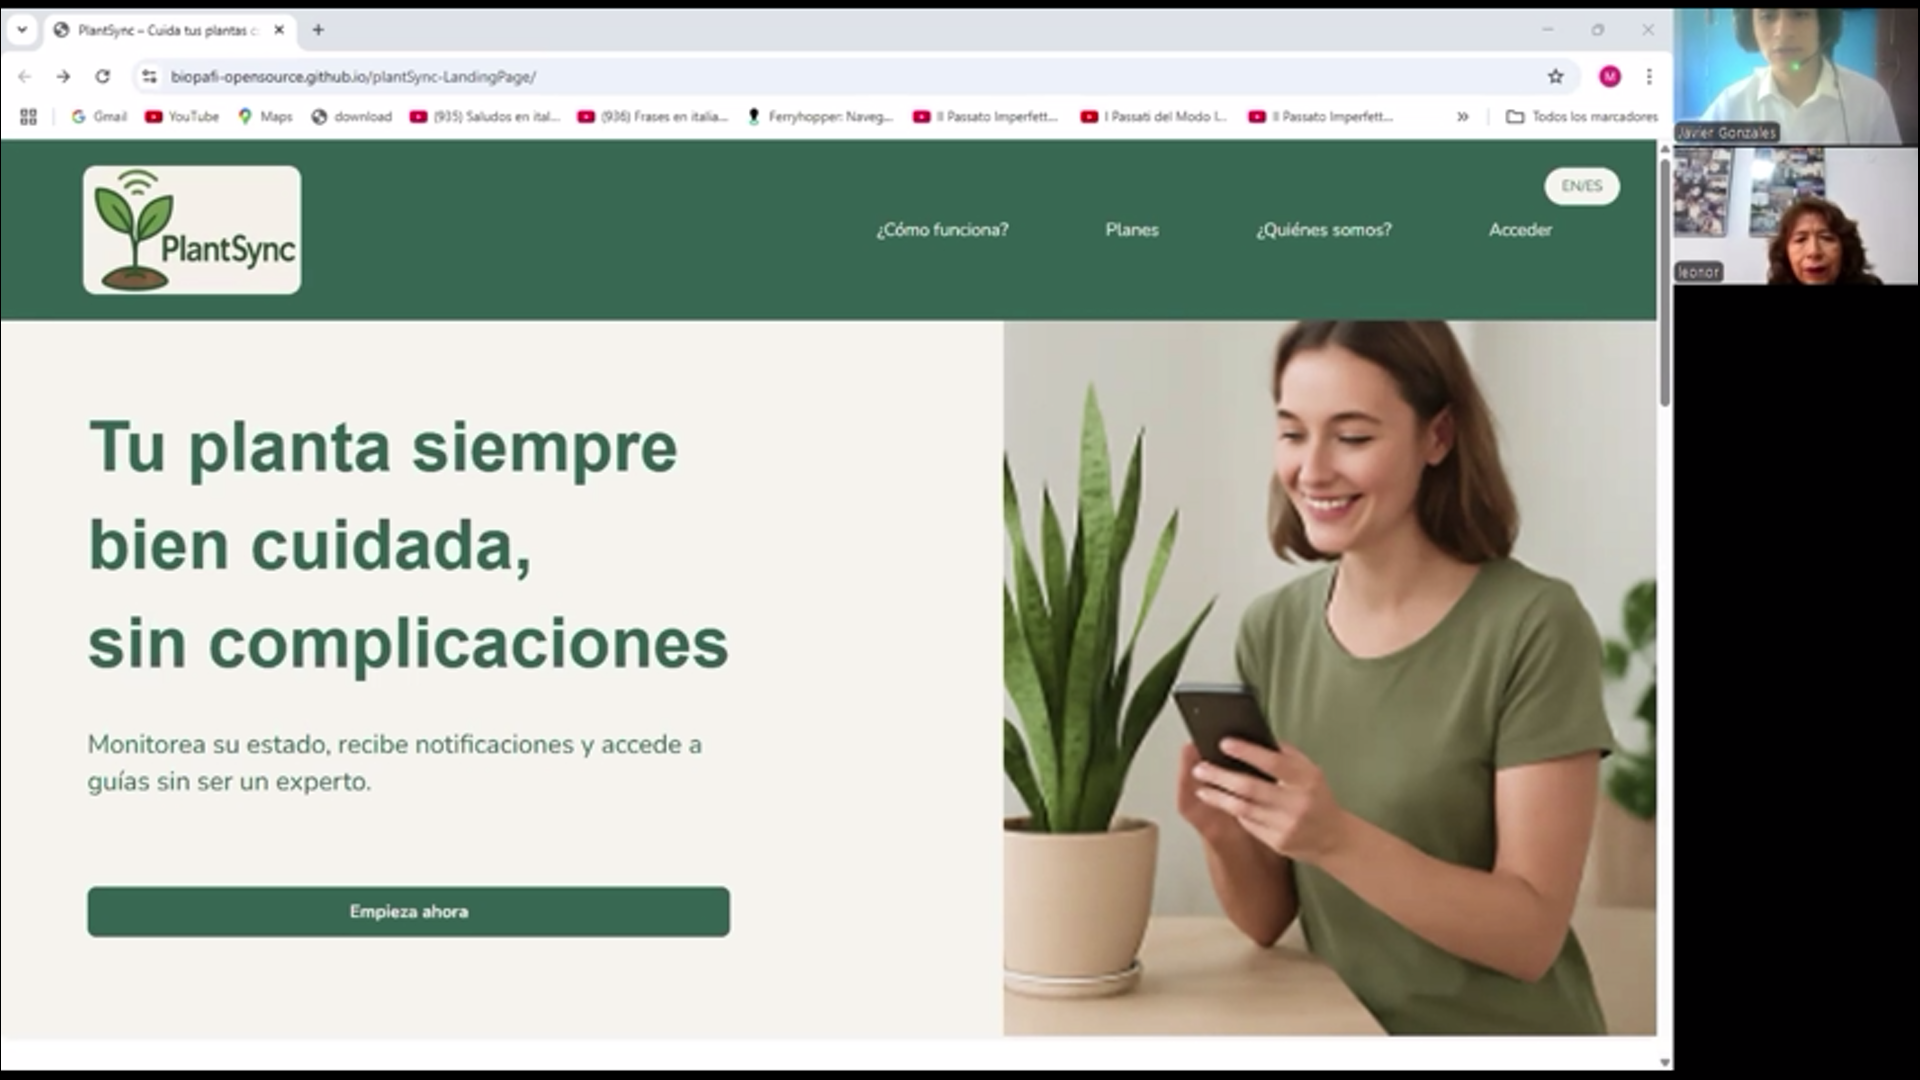 PlantSync – Cuida tus plantas c
biopafi-opensource.github.io/plantSync-LandingPage/
M
Gmail
YouTube
Maps
download
(935) Saludos en ital...
(936) Frases en italia...
Ferryhopper: Naveg...
Il Passato Imperfett...
I Passati del Modo I...
Il Passato Imperfett...
»
Todos los marcadores
Javier Gonzales
leonor
PlantSync
EN/ES
¿Cómo funciona?
Planes
¿Quiénes somos?
Acceder
Tu planta siempre
bien cuidada,
sin complicaciones
Monitorea su estado, recibe notificaciones y accede a
guías sin ser un experto.
Empieza ahora